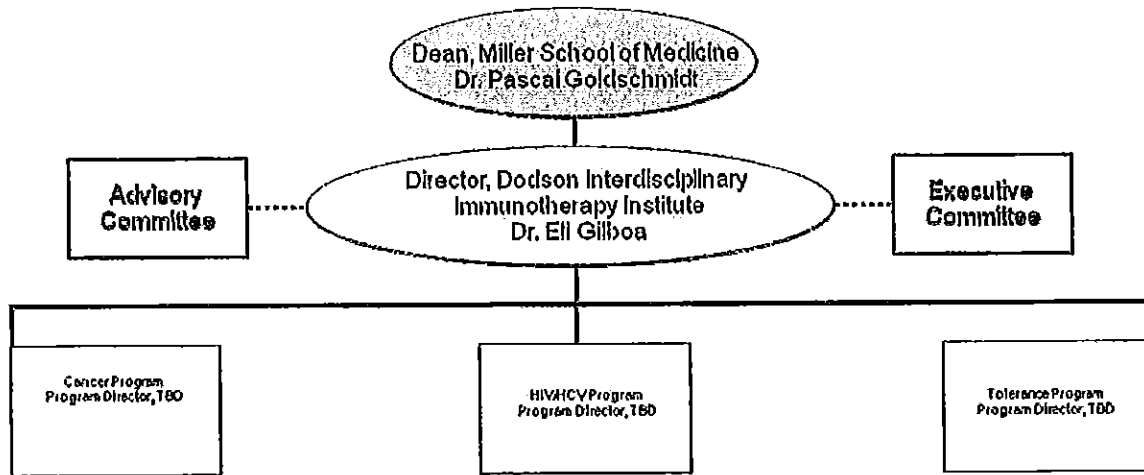 Dean, Miller School of Medicine
Dr. Pascal Goldschmidt
Advisory
Committee
Director, Dodson Interdisciplinary
Immunotherapy Institute
Dr. Eli Gilboa
Executive
Committee
Cancer Program
Program Director, TBD
HIV/HCV Program
Program Director, TBD
Tolerance Program
Program Director, TBD